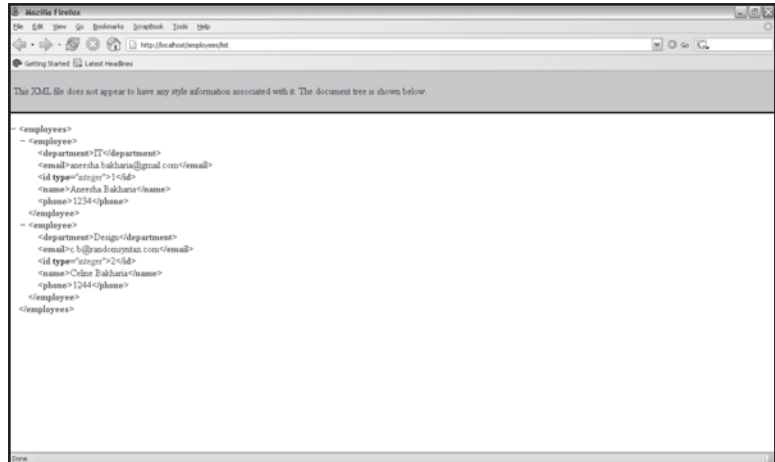 Mozilla Firefox
File Edit View Go Bookmarks ScrapBook Tools Help
http://localhost/employees/list
Go
Getting Started Latest Headlines
This XML file does not appear to have any style information associated with it. The document tree is shown below.
− <employees>
− <employee>
<department>IT</department>
<email>aneesha.bakharia@gmail.com</email>
<id type="integer">1</id>
<name>Aneesha Bakharia</name>
<phone>1234</phone>
</employee>
− <employee>
<department>Design</department>
<email>c.b@randomsyntax.com</email>
<id type="integer">2</id>
<name>Celine Bakharia</name>
<phone>1244</phone>
</employee>
</employees>
Done